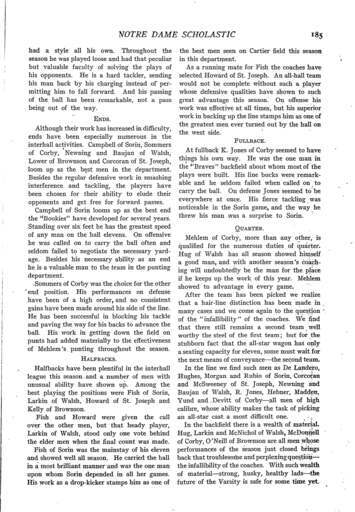 NOTRE DAME SCHOLASTIC
185
had a style all his own. Throughout the
season he was played loose and had that peculiar
but valuable faculty of solving the plays of
his opponents. He is a hard tackler, sending
his man back by his charging instead of per-
mitting him to fall forward. And his passing
of the ball has been remarkable, not a pass
being out of the way.
ENDS.
Although their work has increased in difficulty,
ends have been especially numerous in the
interhall activities. Campbell of Sorin, Sommers
of Corby, Newning and Baujan of Walsh,
Lower of Brownson and Corcoran of St. Joseph,
loom up as the best men in the department.
Besides the regular defensive work in smashing
interference and tackling, the players have
been chosen for their ability to elude their
opponents and get free for forward passes.
Campbell of Sorin looms up as the best end
the "Bookies" have developed for several years.
Standing over six feet he has the greatest speed
of any man on the hall elevens. On offensive
he was called on to carry the ball often and
seldom failed to negotiate the necessary yard-
age. Besides his necessary ability as an end
he is a valuable man to the team in the punting
department.
Sommers of Corby was the choice for the other
end position. His performances on defense
have been of a high order, and so consistent
gains have been made around his side of the line.
He has been successful in blocking his tackle
and paving the way for his backs to advance the
ball. His work in getting down the field on
punts had added materially to the effectiveness
of Mehlem's punting throughout the season.
HALFBACKS.
Halfbacks have been plentiful in the interhall
league this season and a number of men with
unusual ability have shown up. Among the
best playing the positions were Fish of Sorin,
Larkin of Walsh, Howard of St. Joseph and
Kelly of Brownson.
Fish and Howard were given the call
over the other men, but that heady player,
Larkin of Walsh, stood only one vote behind
the elder men when the final count was made.
Fish of Sorin was the mainstay of his eleven
and showed well all season. He carried the ball
in a most brilliant manner and was the one man
upon whom Sorin depended in all her games.
His work as a drop-kicker stamps him as one of
the best men seen on Cartier field this season
in this department.
As a running mate for Fish the coaches have
selected Howard of St. Joseph. An all-hall team
would not be complete without such a player
whose defensive qualities have shown to such
great advantage this season. On offense his
work was effective at all times, but his superior
work in backing up the line stamps him as one of
the greatest men ever turned out by the ball on
the west side.
FULLBACK.
At fullback E. Jones of Corby seemed to have
things his own way. He was the one man in
the "Braves" backfield about whom most of the
plays were built. His line bucks were remark-
able and he seldom failed when called on to
carry the ball. On defense Jones seemed to be
everywhere at once. His fierce tackling was
noticeable in the Sorin game, and the way he
threw his man was a surprise to Sorin.
QUARTER.
Mehlem of Corby, more than any other, is
qualified for the numerous duties of quarter.
Hug of Walsh has all season showed himself
a good man, and with another season's coach-
ing will undoubtedly be the man for the place
if he keeps up the work of this year. Mehlem
showed to advantage in every game.
After the team has been picked we realize
that a hair-line distinction has been made in
many cases and we come again to the question
of the "infallibility" of the coaches. We find
that there still remains a second team well
worthy the steel of the first team; but for the
stubborn fact that the all-star wagon has only
a seating capacity for eleven, some must wait for
the next means of conveyance—the second team.
In the line we find such men as De Landero,
Hughes, Morgan and Rubio of Sorin, Corcoran
and McSweeney of St. Joseph, Newning and
Baujan of Walsh, R. Jones, Hebner, Madden,
Yund and Devitt of Corby—all men of high
calibre, whose ability makes the task of picking
an all-star cast a most difficult one.
In the backfield there is a wealth of material.
Hug, Larkin and McNichol of Walsh, McDonnell
of Corby, O'Neill of Brownson are all men whose
performances of the season just closed brings
back that troublesome and perplexing question—
the infallibility of the coaches. With such wealth
of material—strong, husky, healthy lads—the
future of the Varsity is safe for some time yet.